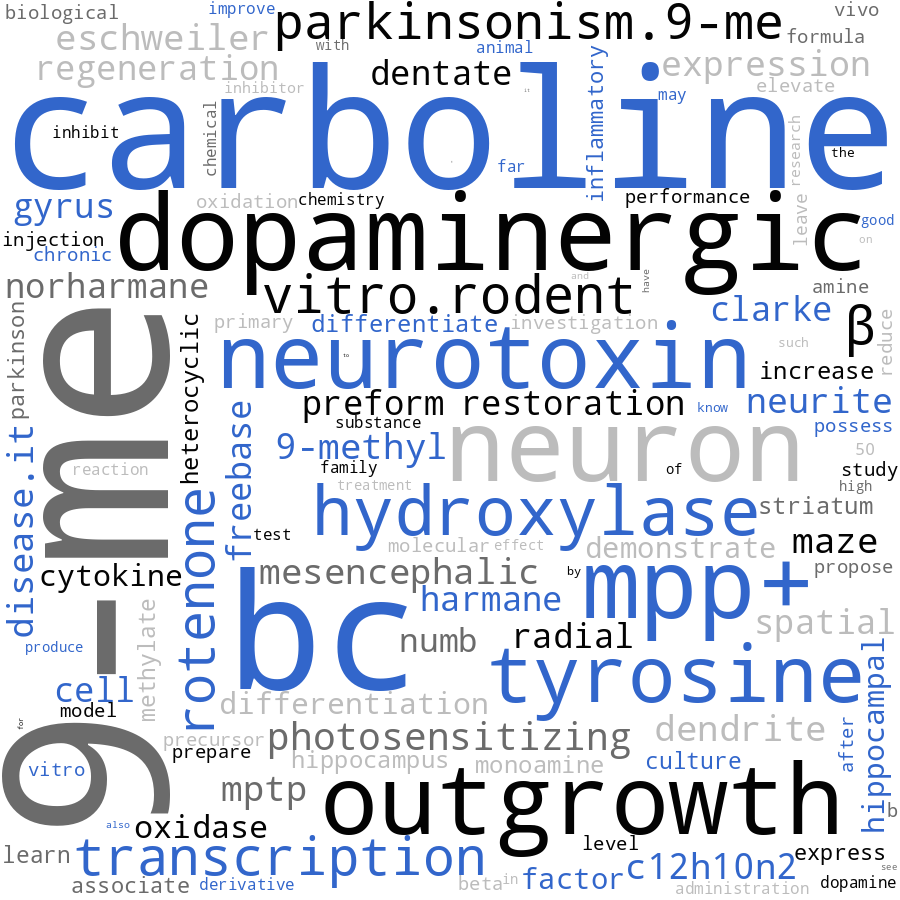 biological
improve
parkinsonism.9-me
vivo
formula
eschweiler
with
animal
regeneration
dentate
expression
inhibitor
it
elevate
carboline
may
inflammatory
chemical
inhibit
far
the
research
gyrus
oxidation
chemistry
performance
leave
good
dopaminergic
injection
chronic
on
norharmane
vitro.rodent
and
have
amine
9-me
parkinson
heterocyclic
primary
differentiate
investigation
clarke
β
reduce
neurotoxin
to
such
increase
preform
restoration
know
neurite
freebase
substance
possess
disease.it
9-methyl
neuron
50
reaction
family
of
study
treatment
high
rotenone
hydroxylase
striatum
test
molecular
effect
demonstrate
maze
cytokine
mesencephalic
by
mpp+
propose
bc
harmane
methylate
numb
radial
spatial
produce
tyrosine
hippocampal
cell
model
differentiation
for
dendrite
after
precursor
photosensitizing
prepare
hippocampus
monoamine
culture
vitro
mptp
outgrowth
b
also
oxidase
level
learn
transcription
express
c12h10n2
see
associate
derivative
beta
in
factor
administration
dopamine